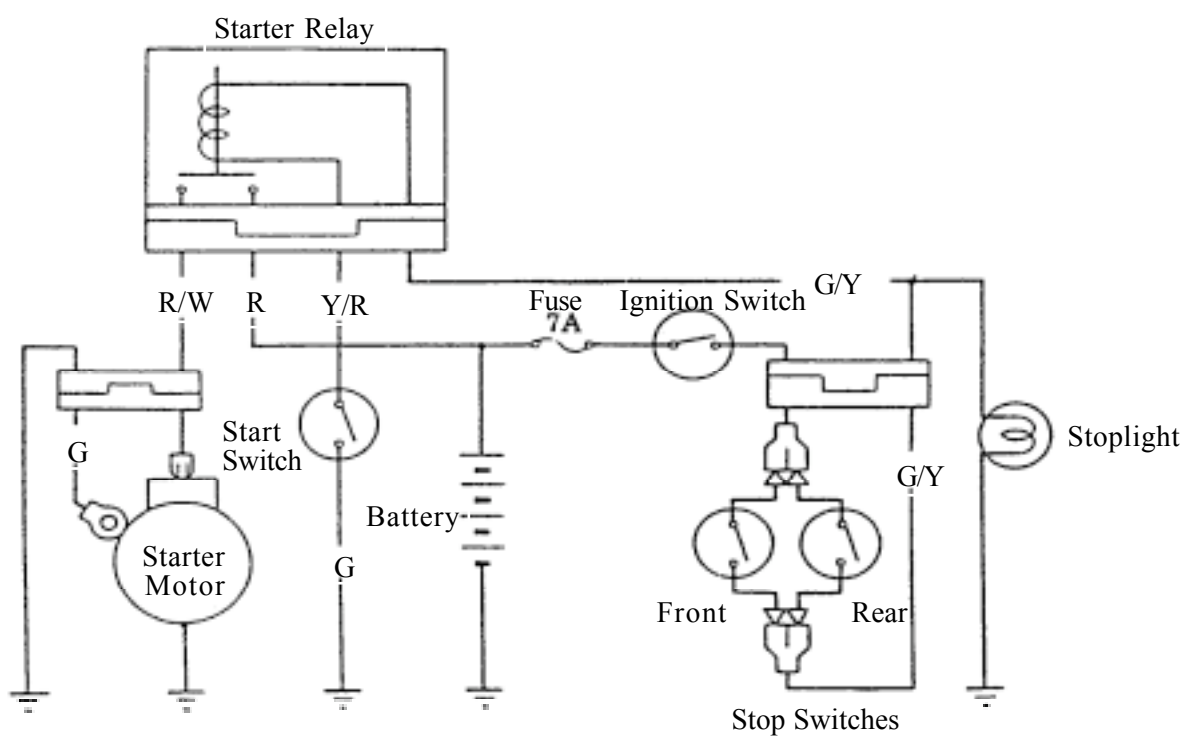 Starter Relay
R/W
R
Y/R
Fuse
7A
Ignition Switch
G/Y
G
Start
Switch
Stoplight
G/Y
Battery
Starter
Motor
G
Front
Rear
Stop Switches